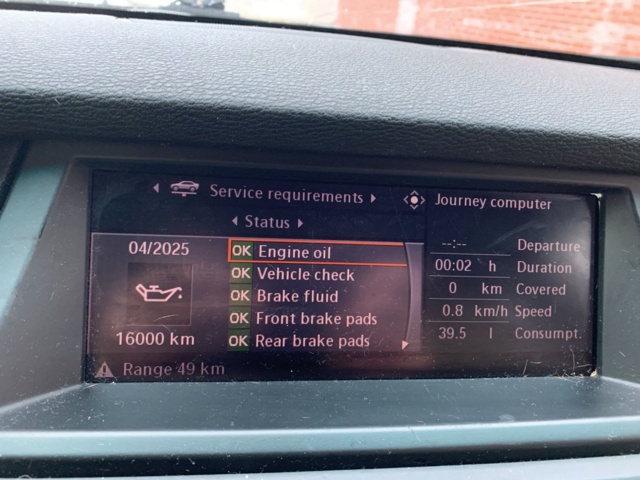 Service requirements
Status
04/2025
16000 km
OK Engine oil
OK Vehicle check
OK Brake fluid
OK Front brake pads
OK Rear brake pads
Range 49 km
Journey computer
--:-- Departure
00:02 h Duration
0 km Covered
0.8 km/h Speed
39.5 l Consumpt.